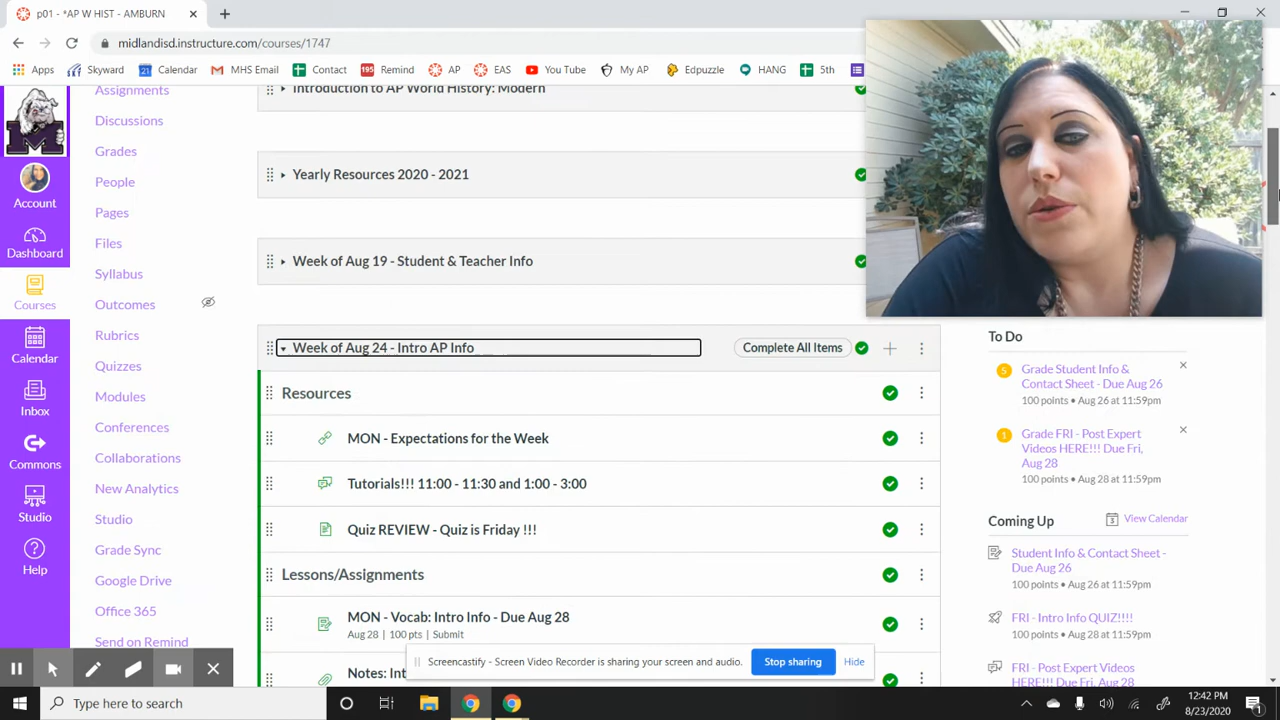 p01 - *AP W HIST - AMBURN
midlandisd.instructure.com/courses/1747
Apps Skyward Calendar MHS Email Contact Remind AP EAS You Tube My AP Edpuzzle HANG 5th
21
195
M
Account
Dashboard
Courses
Calendar
Inbox
Commons
Studio
Help
Assignments
Discussions
Grades
People
Pages
Files
Syllabus
Outcomes
Rubrics
Quizzes
Modules
Conferences
Collaborations
New Analytics
Studio
Grade Sync
Google Drive
Office 365
Send on Remind
Introduction to AP World History: Modern
Yearly Resources 2020 - 2021
Week of Aug 19 - Student & Teacher Info
Week of Aug 24 - Intro AP Info
Complete All Items
Resources
MON - Expectations for the Week
Tutorials!!! 11:00 - 11:30 and 1:00 - 3:00
Quiz REVIEW - Quiz is Friday !!!
Lessons/Assignments
MON - Vocab: Intro Info - Due Aug 28
Aug 28 | 100 pts | Submit
Notes: Int
To Do
5
Grade Student Info &
Contact Sheet - Due Aug 26
100 points • Aug 26 at 11:59pm
1
Grade FRI - Post Expert
Videos HERE!!! Due Fri,
Aug 28
100 points • Aug 28 at 11:59pm
Coming Up
3
View Calendar
Student Info & Contact Sheet -
Due Aug 26
100 points • Aug 26 at 11:59pm
FRI - Intro Info QUIZ!!!!
100 points • Aug 28 at 11:59pm
FRI - Post Expert Videos
HERE!!! Due Fri, Aug 28
Screencastify - Screen Video Recorder is sharing your screen and audio.
Stop sharing
Hide
Type here to search
12:42 PM
8/23/2020
1